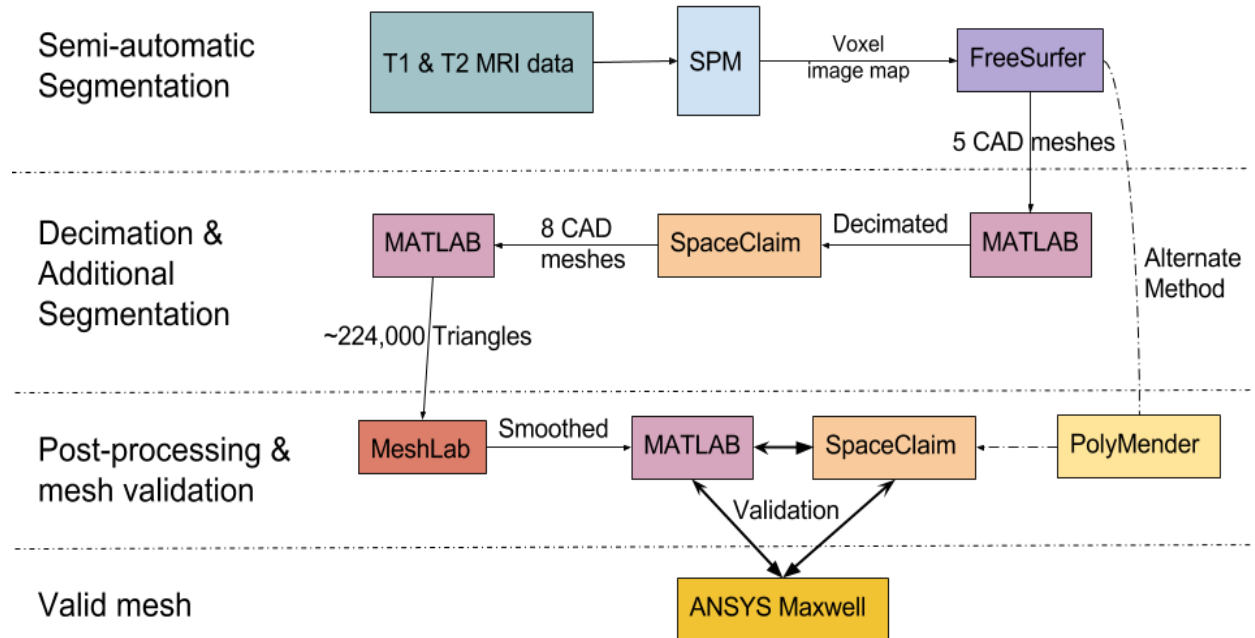 Semi-automatic
Segmentation
T1 & T2 MRI data
SPM
Voxel
image map
FreeSurfer
5 CAD meshes
Decimation &
Additional
Segmentation
MATLAB
8 CAD
meshes
SpaceClaim
Decimated
MATLAB
Alternate
Method
~224,000 Triangles
Post-processing &
mesh validation
MeshLab
Smoothed
MATLAB
SpaceClaim
PolyMender
Validation
Valid mesh
ANSYS Maxwell